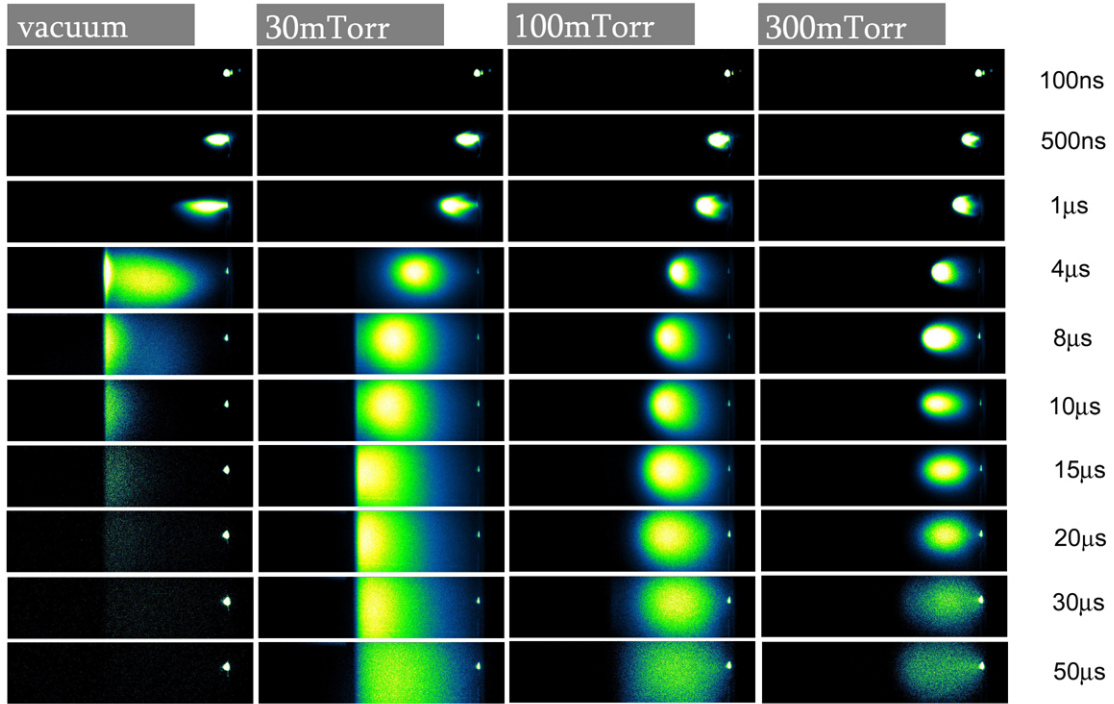 vacuum 30mTorr 100mTorr 300mTorr
100ns
500ns
1μs
4μs
8μs
10μs
15μs
20μs
30μs
50μs